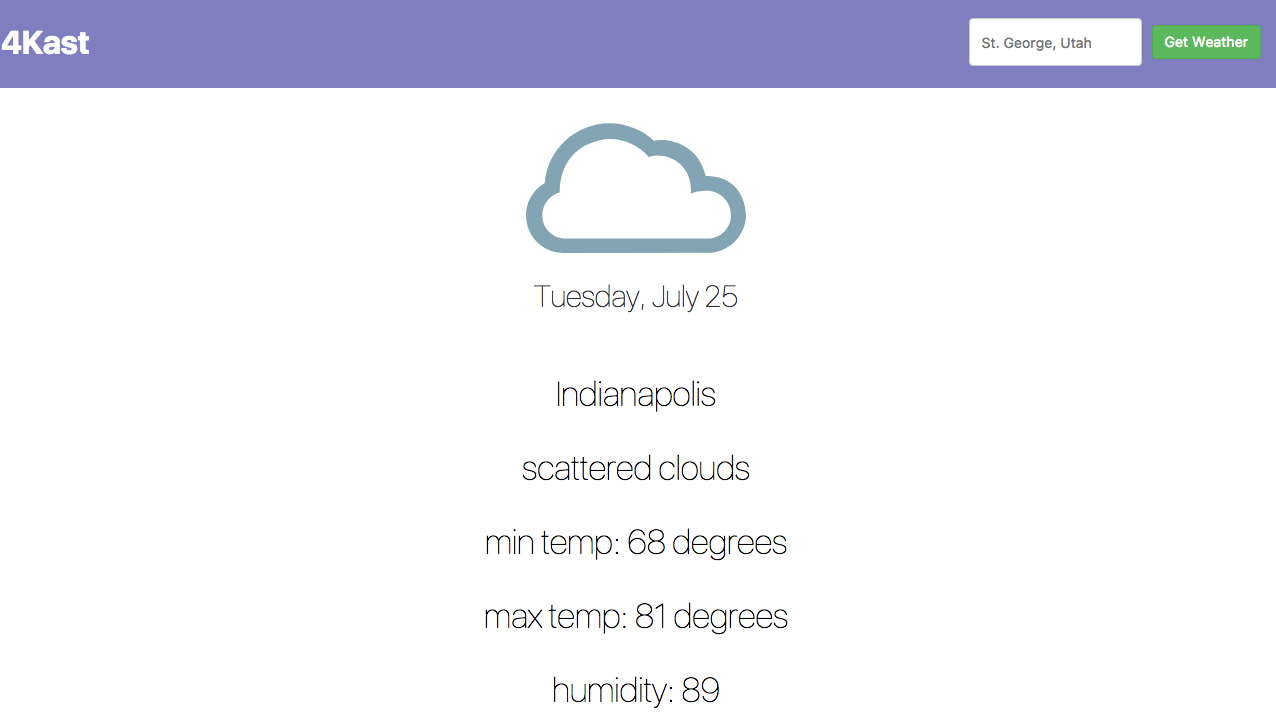 4Kast
St. George, Utah
Get Weather
Tuesday, July 25
Indianapolis
scattered clouds
min temp: 68 degrees
max temp: 81 degrees
humidity: 89